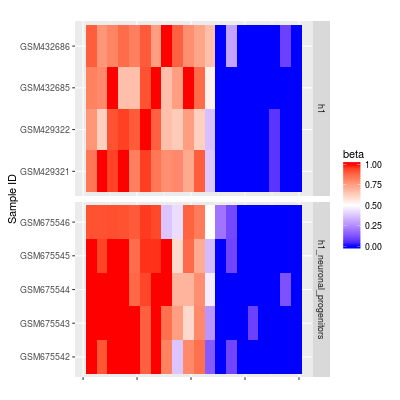 GSM432686
GSM432685
GSM429322
GSM429321
h1
GSM675546
GSM675545
GSM675544
GSM675543
GSM675542
h1_neuronal_progenitors
Sample ID
beta
1.00
0.75
0.50
0.25
0.00